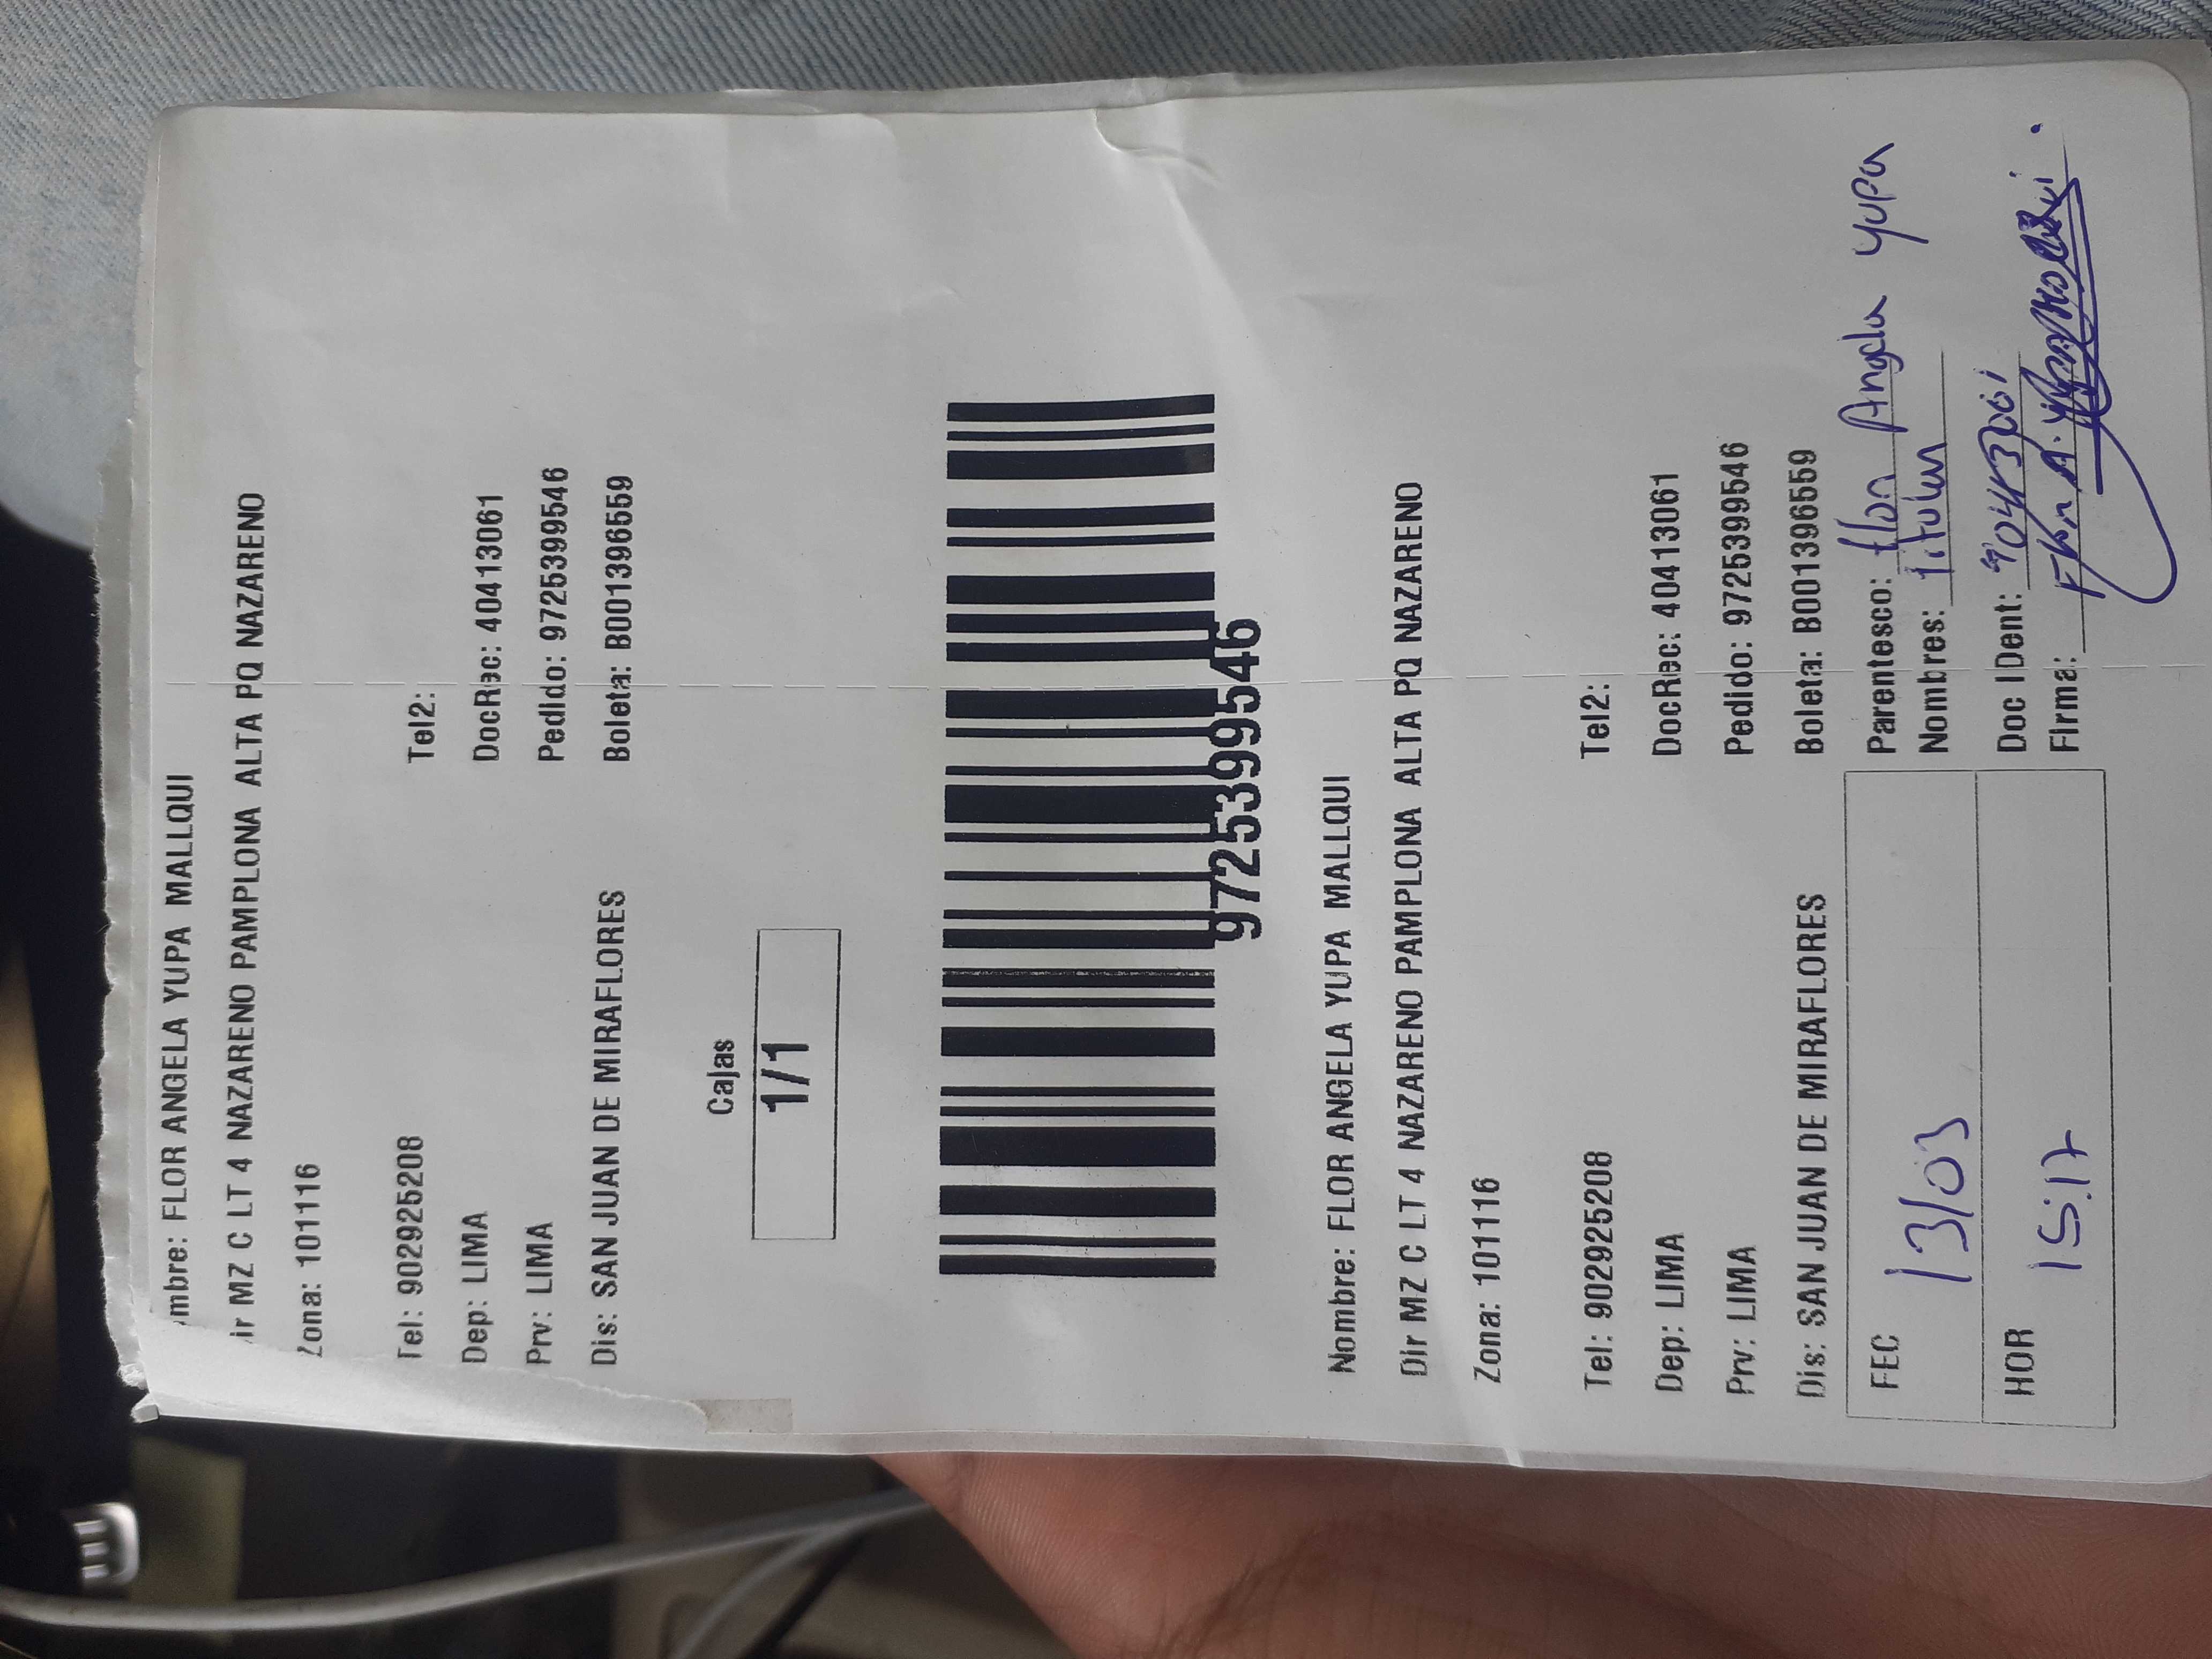 mbre: FLOR ANGELA YUPA MALLQUI
ir MZ C LT 4 NAZARENO PAMPLONA ALTA PQ NAZARENO
Zona: 101116
Tel: 902925208 Tel2:
Dep: LIMA DocRec: 40413061
Prv: LIMA Pedido: 9725399546
Dis: SAN JUAN DE MIRAFLORES Boleta: B001396559
Cajas
1/1
9725399546
Nombre: FLOR ANGELA YUPA MALLQUI
Dir MZ C LT 4 NAZARENO PAMPLONA ALTA PQ NAZARENO
Zona: 101116
Tel: 902925208 Tel2:
Dep: LIMA DocRec: 40413061
Prv: LIMA Pedido: 9725399546
Dis: SAN JUAN DE MIRAFLORES Boleta: B001396559
FEC 13/03 Parentesco: Flor Angela Yupa
Nombres: Titular
HOR 15:17 Doc IDent:
Firma: